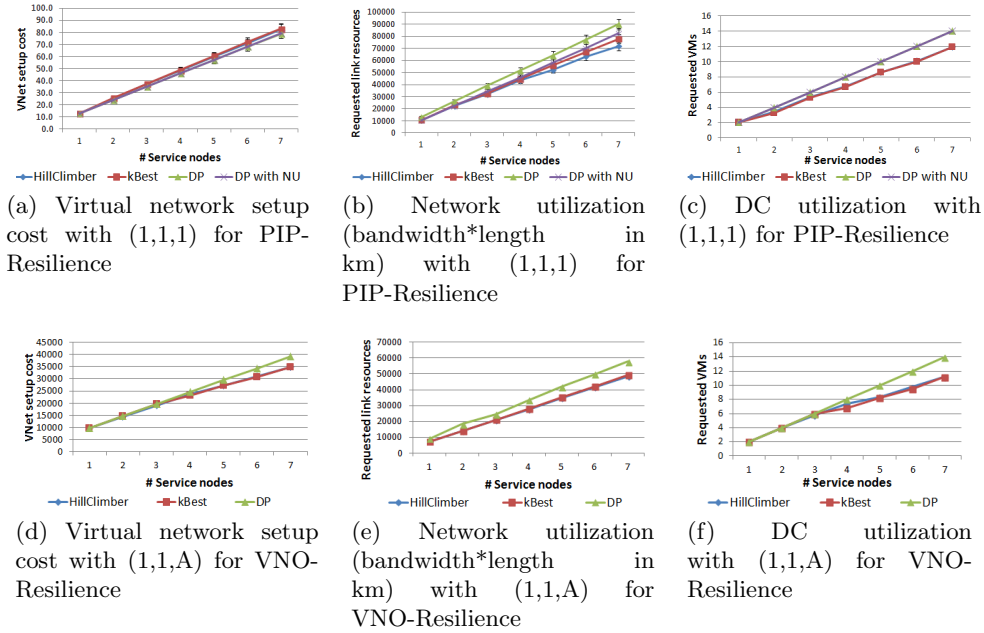 100.0
90.0
80.0
70.0
60.0
50.0
40.0
30.0
20.0
10.0
0.0
VNet setup cost
1 2 3 4 5 6 7
# Service nodes
HillClimber kBest DP DP with NU
(a) Virtual network setup
cost with (1,1,1) for PIP-
Resilience
100000
90000
80000
70000
60000
50000
40000
30000
20000
10000
0
Requested link resources
1 2 3 4 5 6 7
# Service nodes
HillClimber kBest DP DP with NU
(b) Network utilization
(bandwidth*length in
km) with (1,1,1) for
PIP-Resilience
16
14
12
10
8
6
4
2
0
Requested VMs
1 2 3 4 5 6 7
# Service nodes
HillClimber kBest DP DP with NU
(c) DC utilization with
(1,1,1) for PIP-Resilience
45000
40000
35000
30000
25000
20000
15000
10000
5000
0
VNet setup cost
1 2 3 4 5 6 7
# Service nodes
HillClimber kBest DP
(d) Virtual network setup
cost with (1,1,A) for VNO-
Resilience
70000
60000
50000
40000
30000
20000
10000
0
Requested link resources
1 2 3 4 5 6 7
# Service nodes
HillClimber kBest DP
(e) Network utilization
(bandwidth*length in
km) with (1,1,A) for
VNO-Resilience
16
14
12
10
8
6
4
2
0
Requested VMs
1 2 3 4 5 6 7
# Service nodes
HillClimber kBest DP
(f) DC utilization
with (1,1,A) for VNO-
Resilience